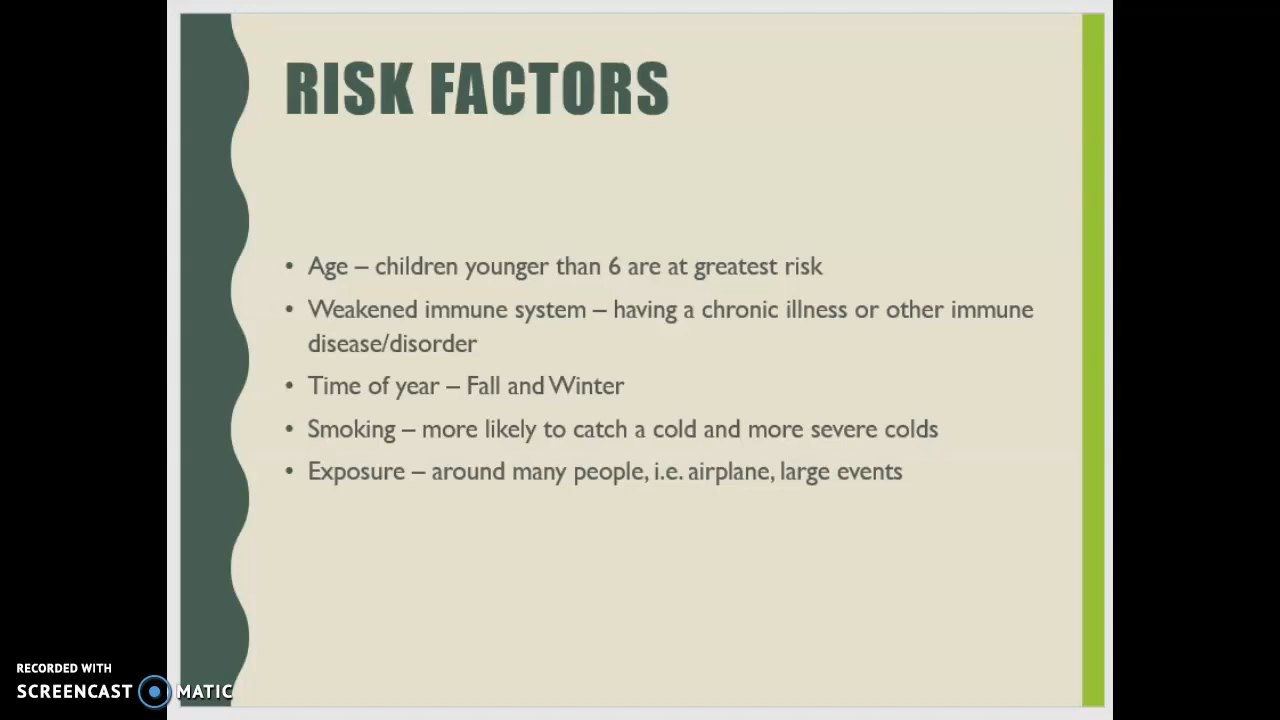 RISK FACTORS
• Age – children younger than 6 are at greatest risk
• Weakened immune system – having a chronic illness or other immune
disease/disorder
• Time of year – Fall and Winter
• Smoking – more likely to catch a cold and more severe colds
• Exposure – around many people, i.e. airplane, large events
RECORDED WITH
SCREENCAST MATIC